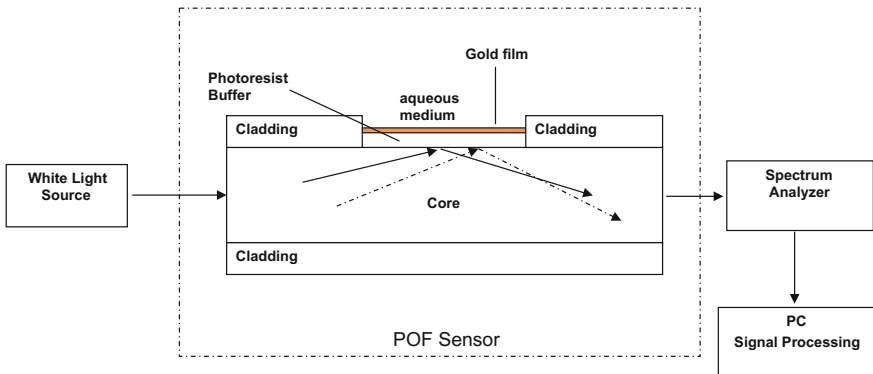 Gold film
Photoresist
Buffer
aqueous
medium
Cladding
Cladding
White Light
Source
Core
Spectrum
Analyzer
Cladding
POF Sensor
PC
Signal Processing